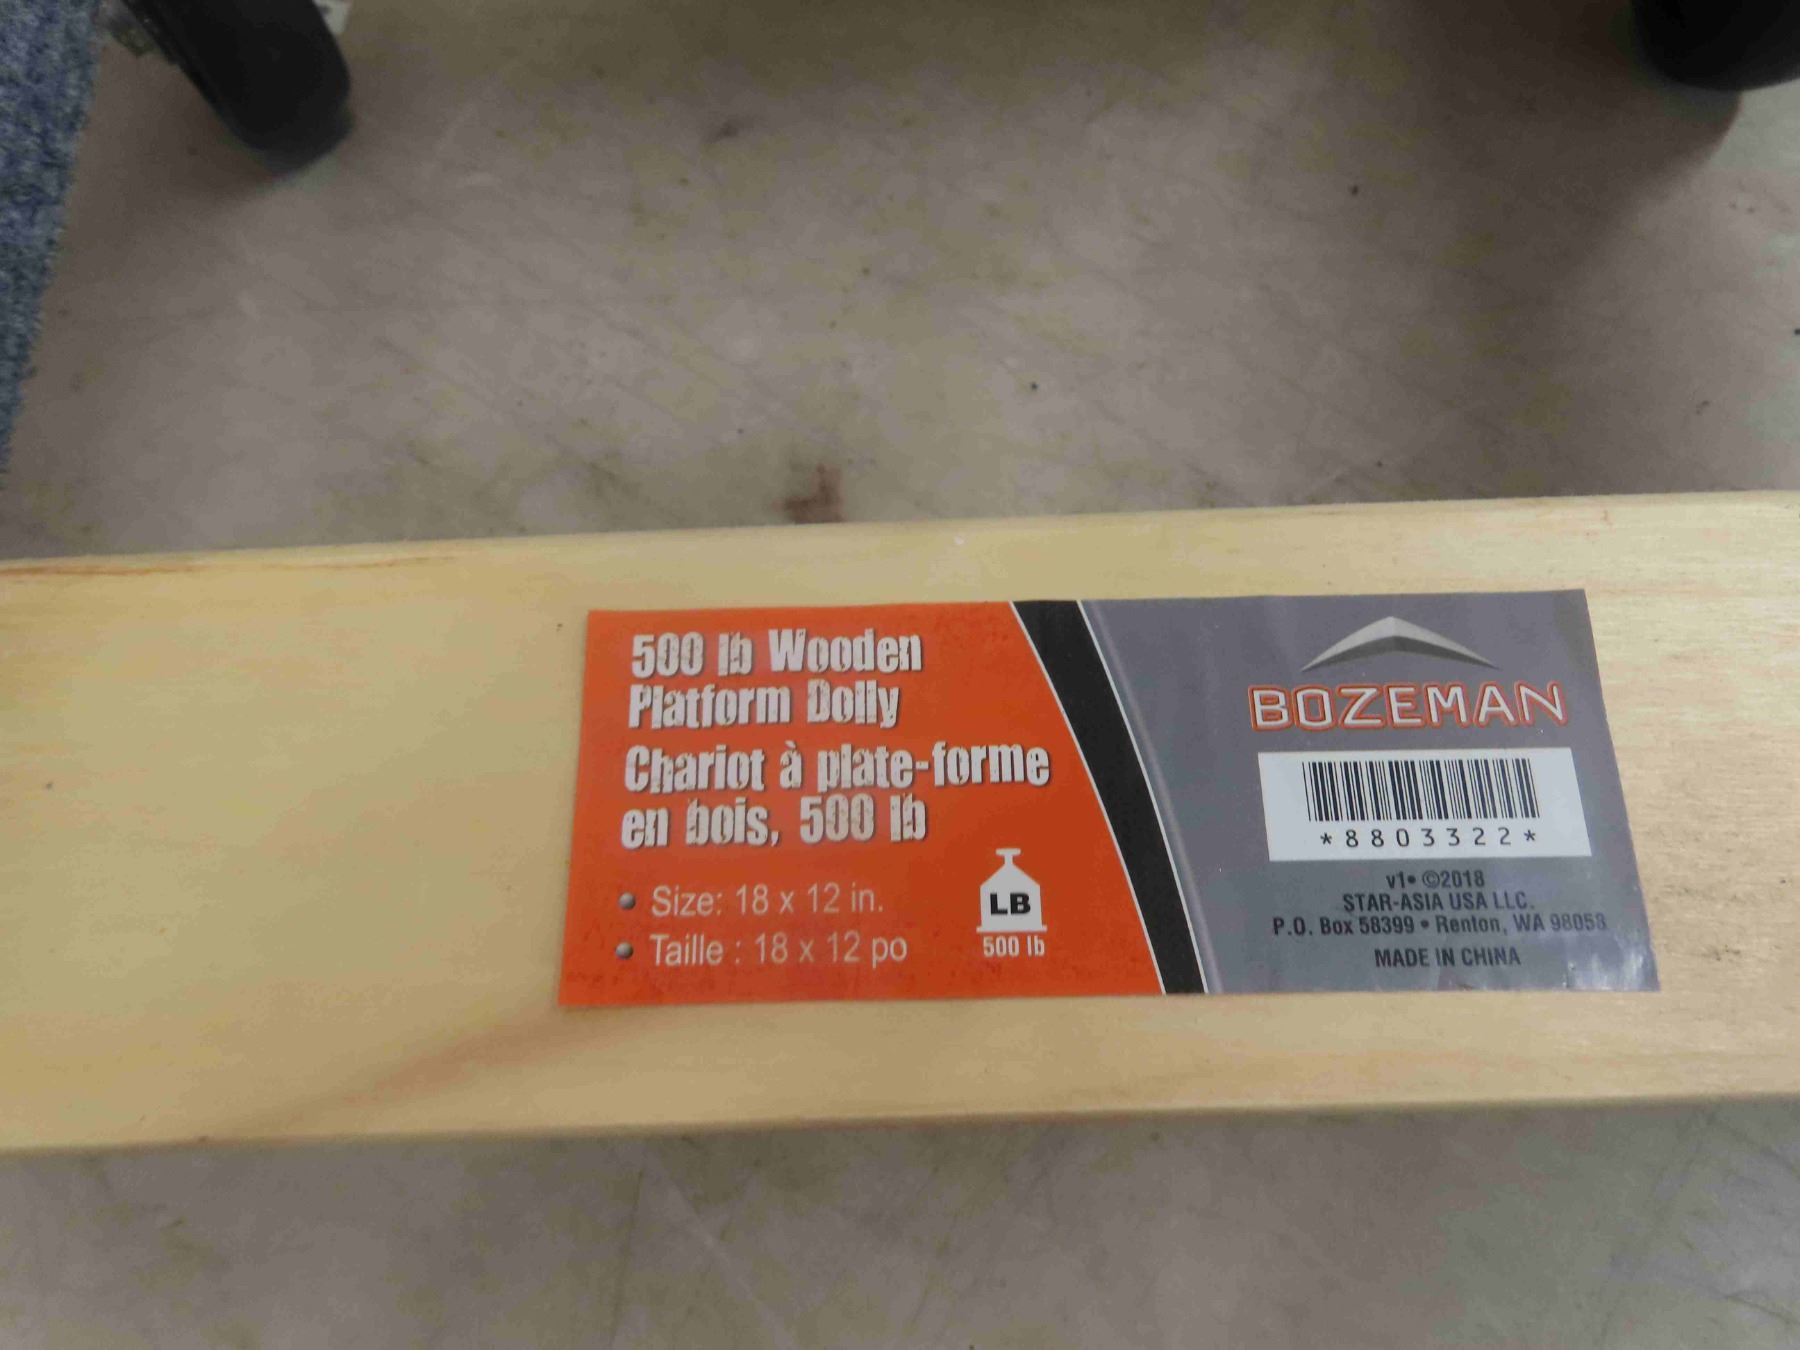 500 lb Wooden
Platform Dolly
Chariot à plate-forme
en bois, 500 lb
Size: 18 x 12 in.
Taille : 18 x 12 po
LB
500 lb
BOZEMAN
*8803322*
v1• ©2018
STAR-ASIA USA LLC.
P.O. Box 58399 • Renton, WA 98058
MADE IN CHINA